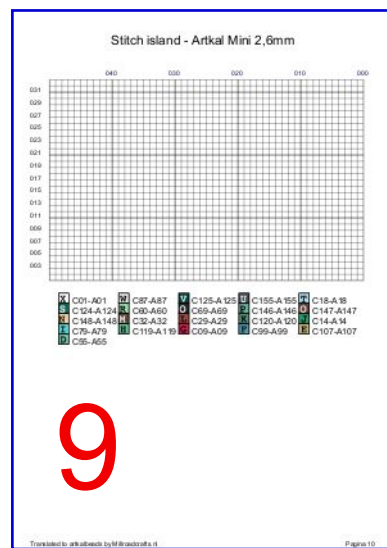 Stitch island - Artkal Mini 2,6mm
040 030 020 010 000
031
029
027
025
023
021
019
017
015
013
011
009
007
005
003
X C01-A01 W C87-A87 V C125-A125 U C155-A155 T C18-A18
S C124-A124 R C60-A60 Q C69-A69 P C146-A146 O C147-A147
N C148-A148 M C32-A32 L C29-A29 K C120-A120 J C14-A14
I C79-A79 H C119-A119 G C09-A09 F C99-A99 E C107-A107
D C55-A55
9
Translated to artkalbeads by Millroadcrafts.nl Pagina 10